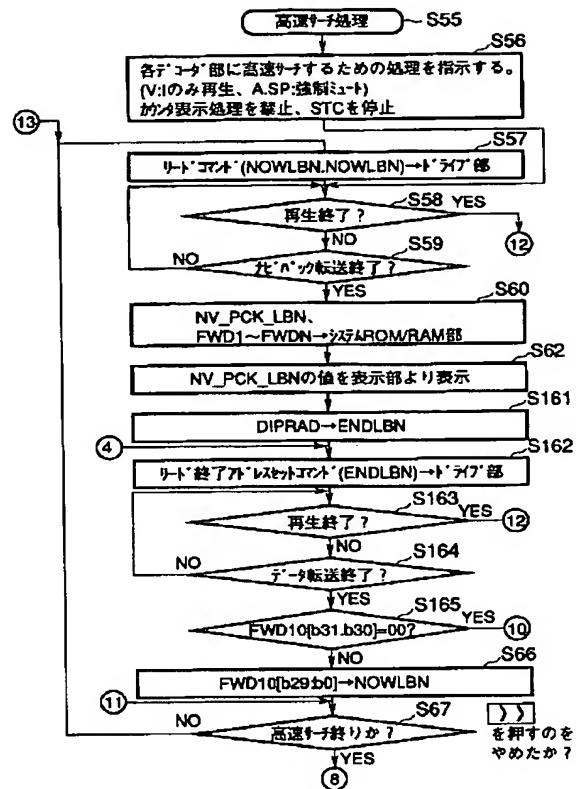 高速サーチ処理
S55
S56
各デコーダ部に高速サーチするための処理を指示する。
(V:Iのみ再生、A.SP:強制ミュート)
カウンタ表示処理を禁止、STCを停止
13
S57
リードコマンド(NOWLBN.NOWLBN)→ドライブ部
S58
再生終了?
YES
12
NO
S59
ナビパック転送終了?
NO
YES
S60
NV_PCK_LBN、
FWD1~FWDN→システムROM/RAM部
S62
NV_PCK_LBNの値を表示部より表示
S161
DIPRAD→ENDLBN
4
S162
リード終了アドレスセットコマンド(ENDLBN)→ドライブ部
S163
再生終了?
YES
12
NO
S164
データ転送終了?
NO
YES
S165
FWD10[b31.b30]=00?
YES
10
NO
S66
FWD10[b29:b0]→NOWLBN
11
S67
高速サーチ終りか?
NO
YES
8
》
を押すのを
やめたか?